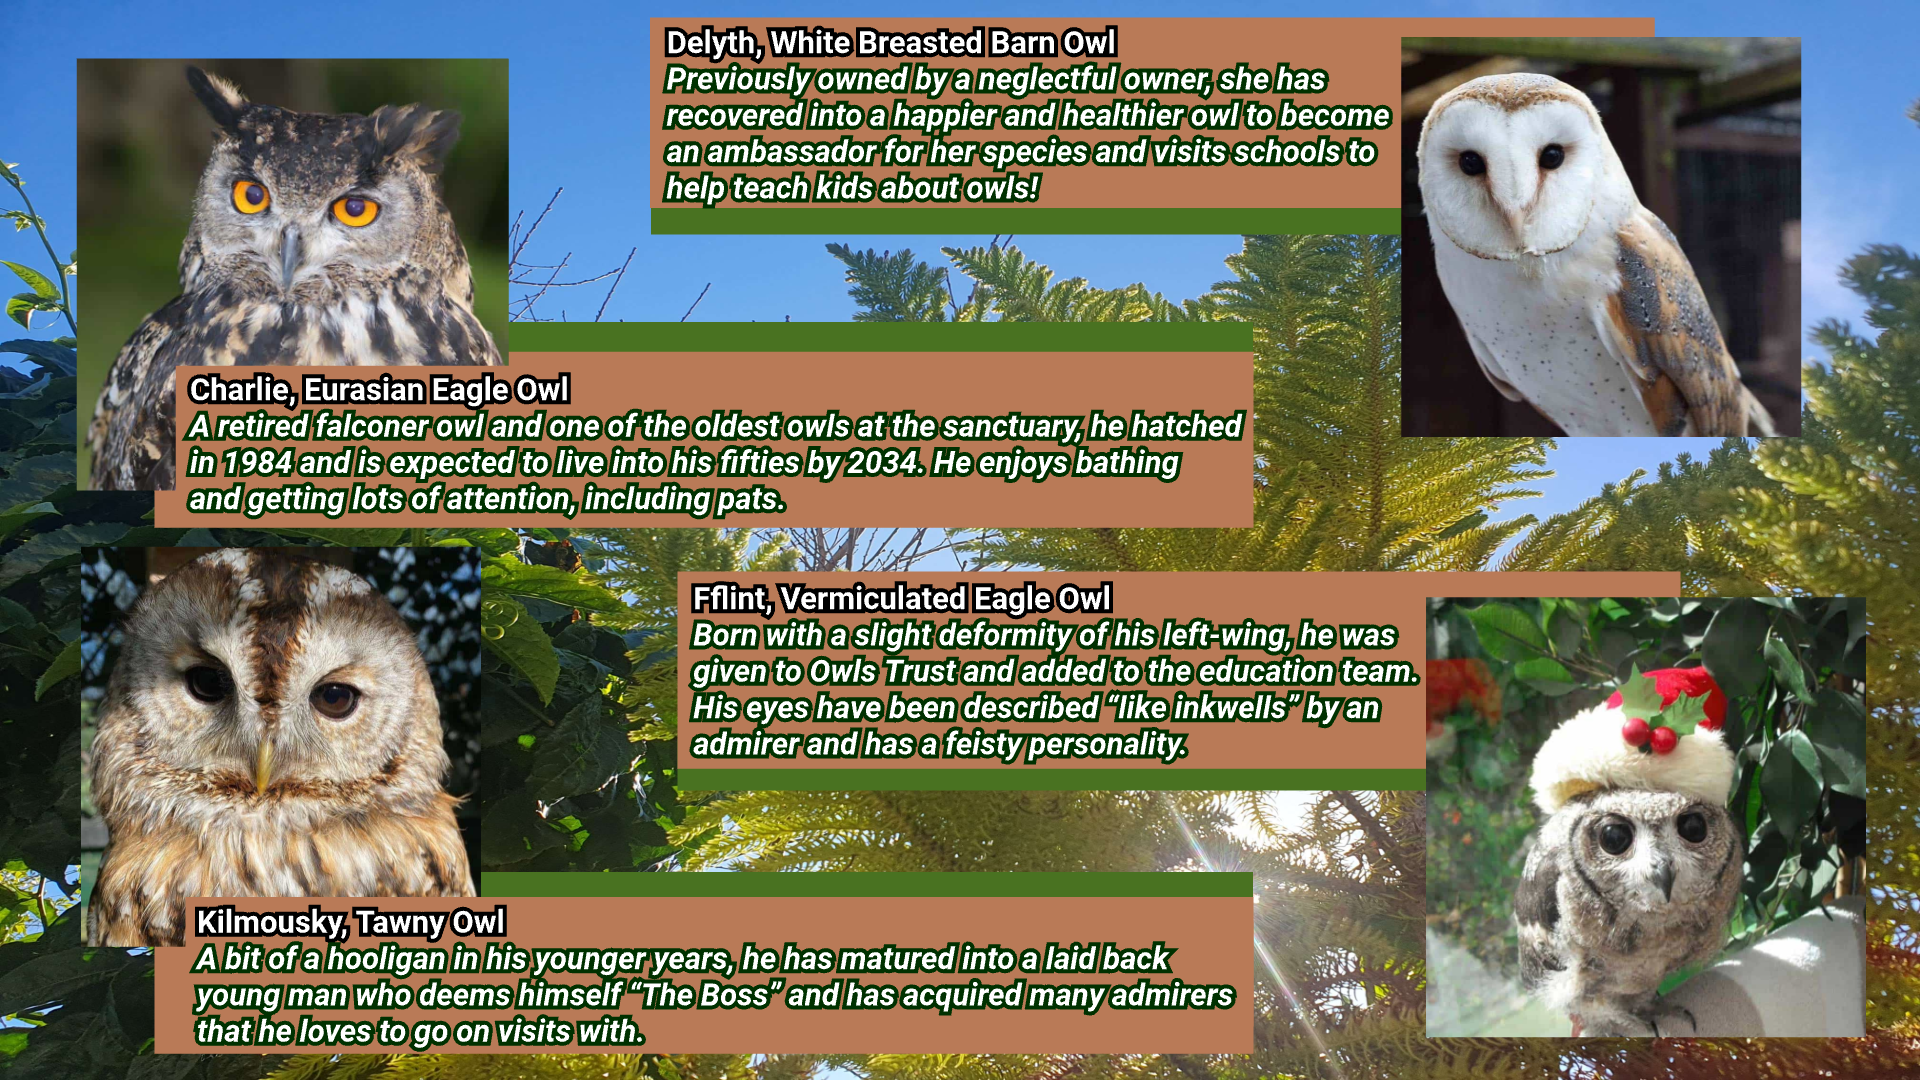 Delyth, White Breasted Barn Owl
Previously owned by a neglectful owner, she has
recovered into a happier and healthier owl to become
an ambassador for her species and visits schools to
help teach kids about owls!
Charlie, Eurasian Eagle Owl
A retired falconer owl and one of the oldest owls at the sanctuary, he hatched
in 1984 and is expected to live into his fifties by 2034. He enjoys bathing
and getting lots of attention, including pats.
Fflint, Vermiculated Eagle Owl
Born with a slight deformity of his left-wing, he was
given to Owls Trust and added to the education team.
His eyes have been described “like inkwells” by an
admirer and has a feisty personality.
Kilmousky, Tawny Owl
A bit of a hooligan in his younger years, he has matured into a laid back
young man who deems himself “The Boss” and has acquired many admirers
that he loves to go on visits with.